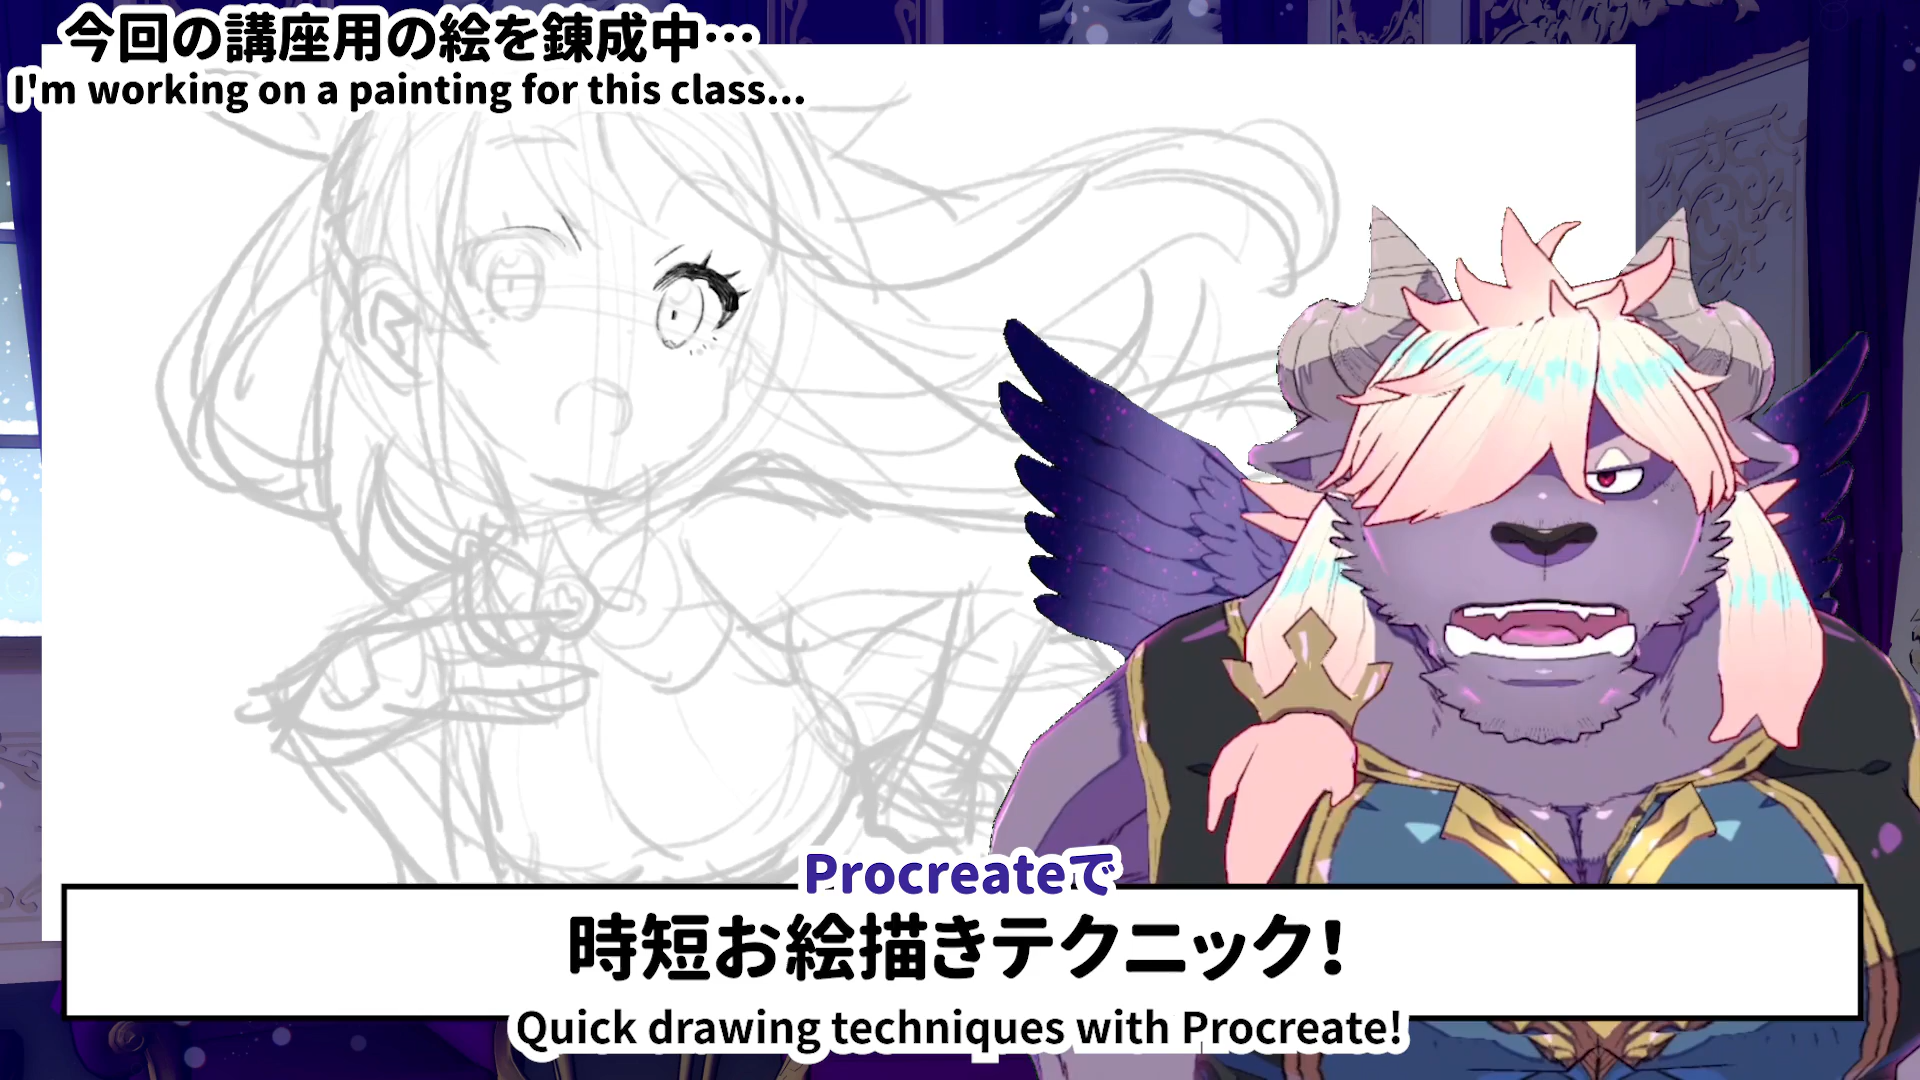 今回の講座用の絵を錬成中…
I'm working on a painting for this class...
Procreateで
時短お絵描きテクニック！
Quick drawing techniques with Procreate!